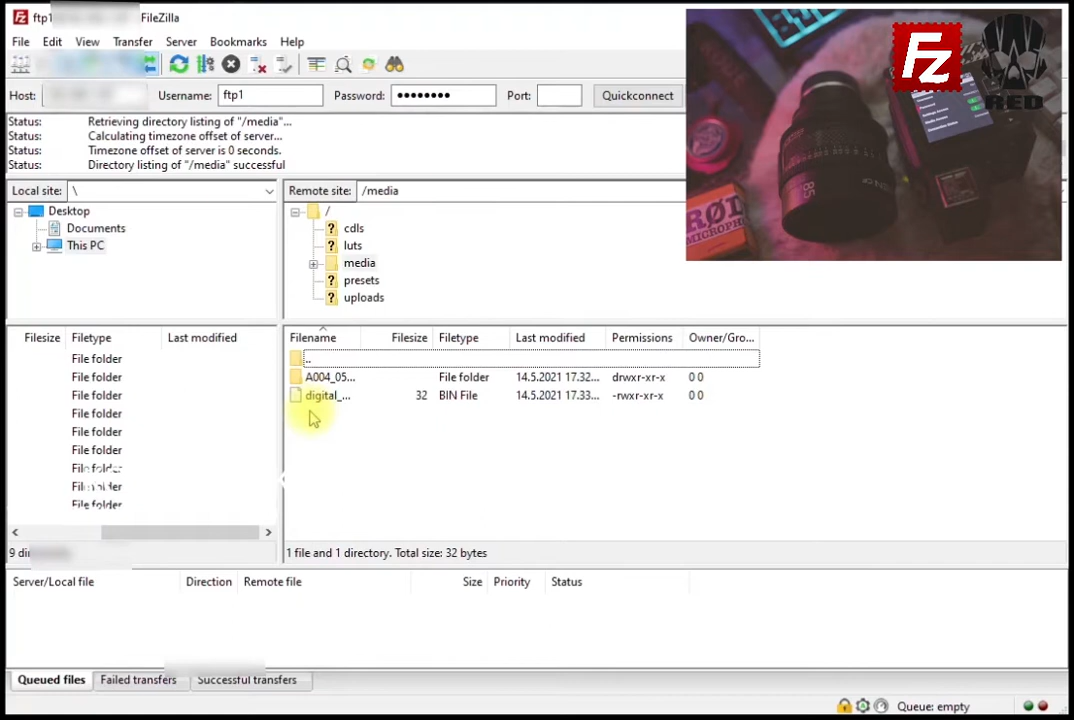 ftp1 FileZilla
File Edit View Transfer Server Bookmarks Help
Host: Username: ftp1 Password: ●●●●●●●● Port: Quickconnect
Status: Retrieving directory listing of "/media"...
Status: Calculating timezone offset of server...
Status: Timezone offset of server is 0 seconds.
Status: Directory listing of "/media" successful
Local site: \ Remote site: /media
Desktop
Documents
This PC
/
cdls
luts
media
presets
uploads
Filesize Filetype Last modified
File folder
File folder
File folder
File folder
File folder
File folder
File folder
File folder
File folder
Filename Filesize Filetype Last modified Permissions Owner/Gro...
..
A004_05... File folder 14.5.2021 17.32... drwxr-xr-x 0 0
digital_... 32 BIN File 14.5.2021 17.33... -rwxr-xr-x 0 0
1 file and 1 directory. Total size: 32 bytes
Server/Local file Direction Remote file Size Priority Status
Queued files Failed transfers Successful transfers
Queue: empty
Fz
RED
RØD
MICROPH